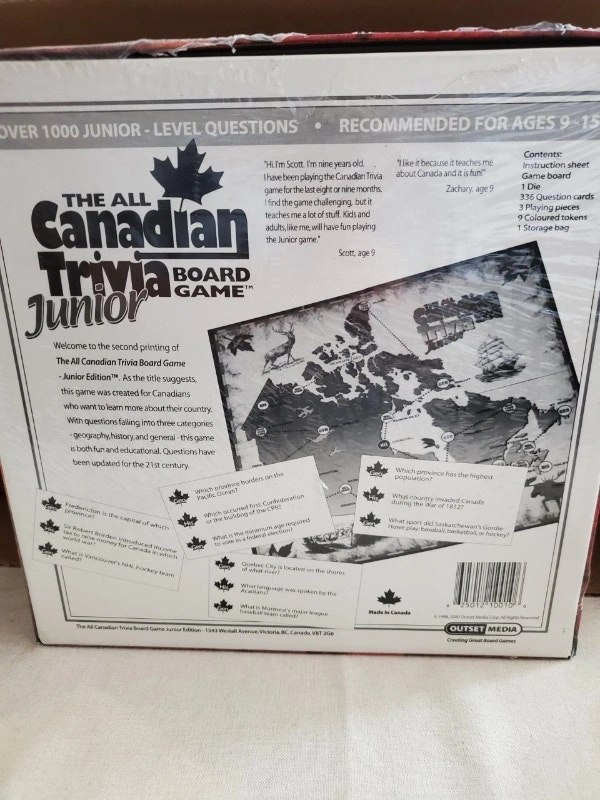 OVER 1000 JUNIOR - LEVEL QUESTIONS • RECOMMENDED FOR AGES 9 - 15
THE ALL
Canadian
Trivia BOARD
Junior GAME™
"Hi. I'm Scott. I'm nine years old.
I have been playing the Canadian Trivia
game for the last eight or nine months.
I find the game challenging, but it
teaches me a lot of stuff. Kids and
adults, like me, will have fun playing
the Junior game."
Scott, age 9
"I like it because it teaches me
about Canada and it is fun!"
Zachary, age 9
Contents:
Instruction sheet
Game board
1 Die
336 Question cards
3 Playing pieces
9 Coloured tokens
1 Storage bag
Welcome to the second printing of
The All Canadian Trivia Board Game
- Junior Edition™. As the title suggests,
this game was created for Canadians
who want to learn more about their country.
With questions falling into three categories
- geography, history, and general - this game
is both fun and educational. Questions have
been updated for the 21st century.
Fredericton is the capital of which
province?
Sir Robert Borden introduced income
tax to raise money for Canada in which
world war?
What is Vancouver's NHL hockey team
called?
Which province borders on the
Pacific Ocean?
Which occurred first: Confederation
or the building of the CPR?
What is the minimum age required
to vote in a federal election?
Quebec City is located on the shores
of what river?
What language was spoken by the
Acadians?
What is Montreal's major league
baseball team called?
Which province has the highest
population?
What country invaded Canada
during the War of 1812?
What sport did Saskatchewan's Gordie
Howe play: baseball, basketball, or hockey?
Made in Canada
The All Canadian Trivia Board Game Junior Edition - 1543 Westall Avenue, Victoria, BC, Canada, V8T 2G6
OUTSET MEDIA
Creating Great Board Games